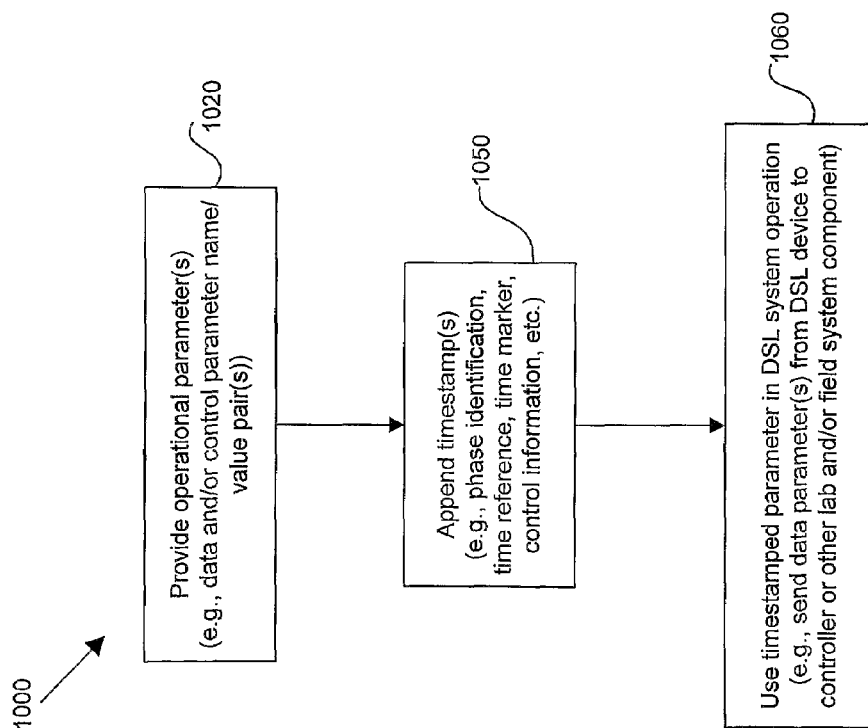 1000
Provide operational parameter(s)
(e.g., data and/or control parameter name/
value pair(s))
1020
Append timestamp(s)
(e.g., phase identification,
time reference, time marker,
control information, etc.)
1050
Use timestamped parameter in DSL system operation
(e.g., send data parameter(s) from DSL device to
controller or other lab and/or field system component)
1060